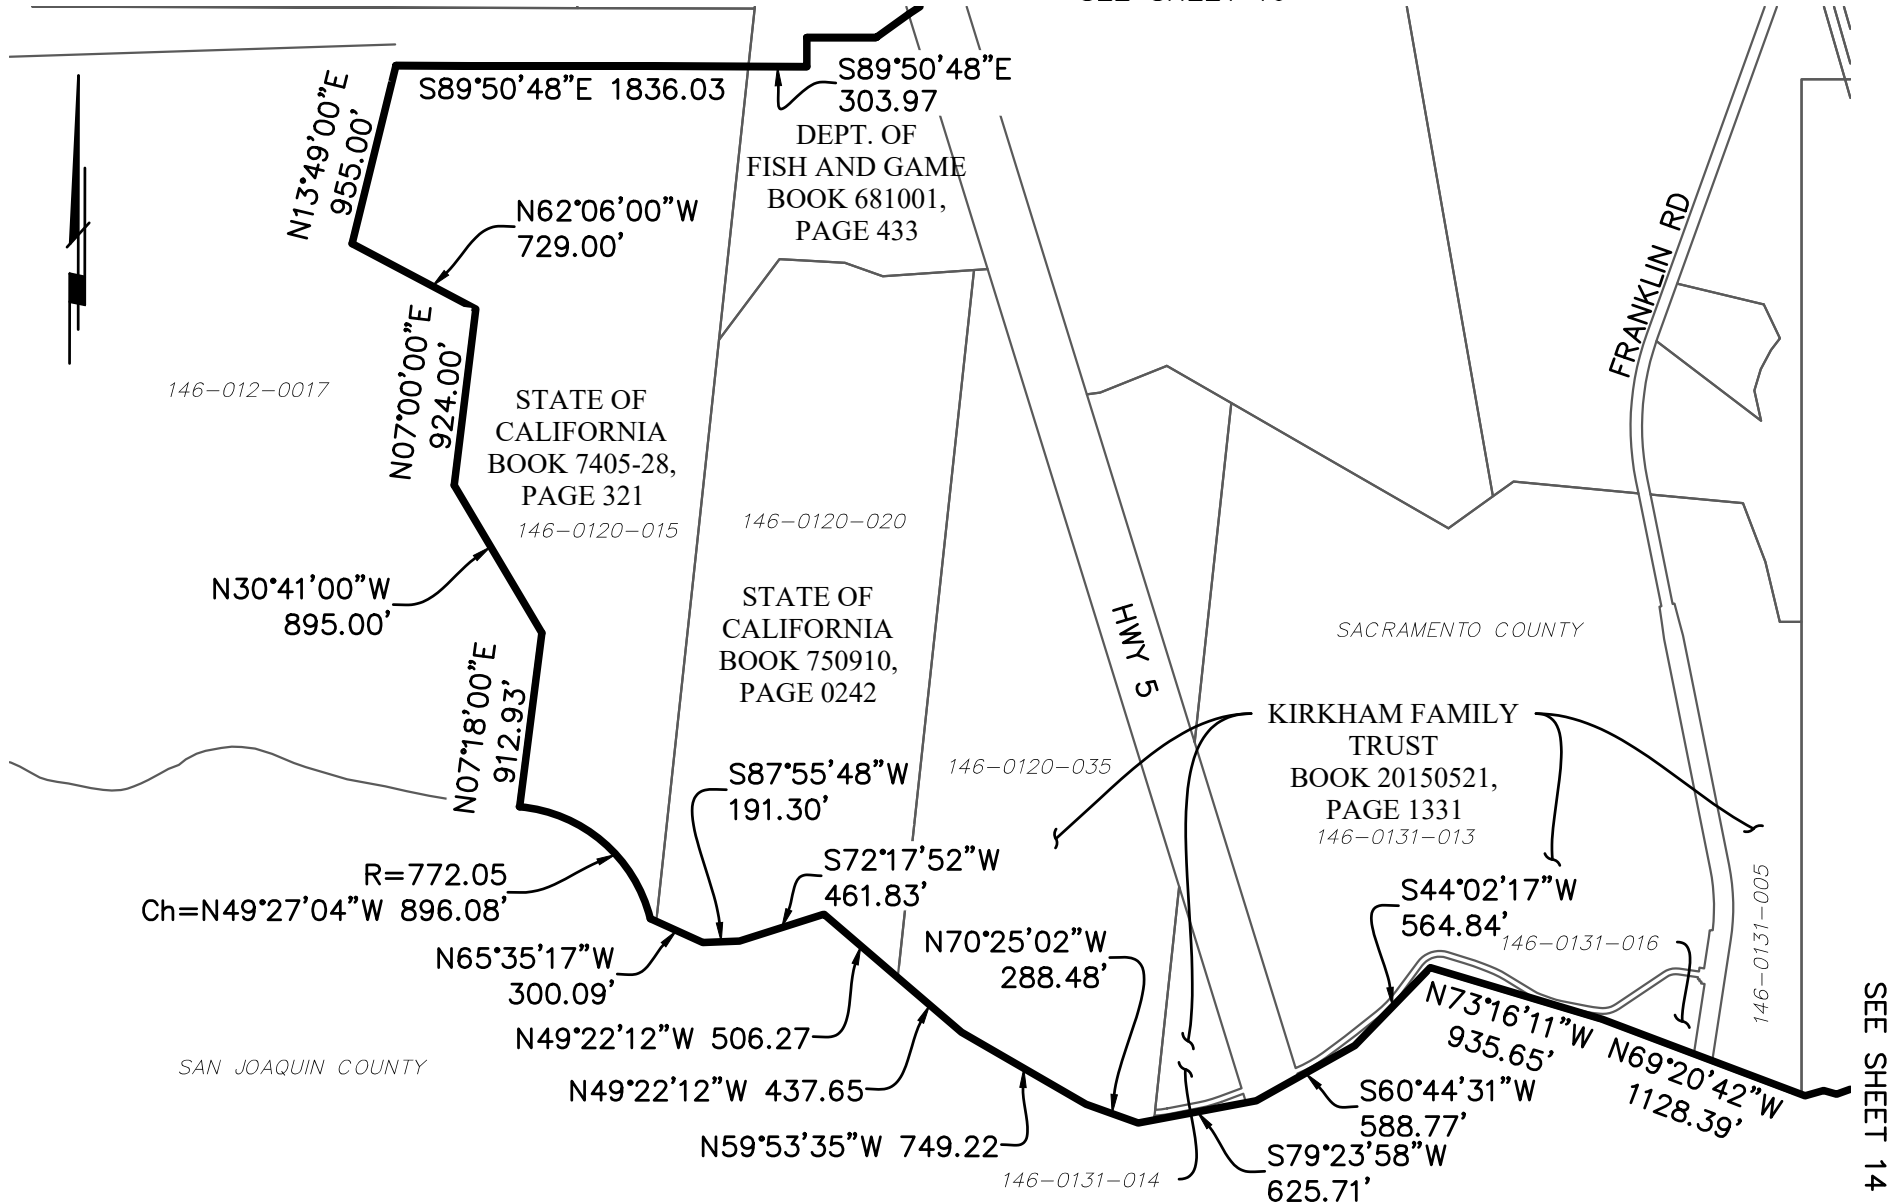 S89°50'48"E 1836.03
S89°50'48"E
303.97
DEPT. OF
FISH AND GAME
BOOK 681001,
PAGE 433
N13°49'00"E
955.00'
N62°06'00"W
729.00'
FRANKLIN RD
N07°00'00"E
924.00'
146-012-0017
STATE OF
CALIFORNIA
BOOK 7405-28,
PAGE 321
146-0120-015
146-0120-020
N30°41'00"W
895.00'
STATE OF
CALIFORNIA
BOOK 750910,
PAGE 0242
HWY 5
SACRAMENTO COUNTY
N07°18'00"E
912.93'
KIRKHAM FAMILY
TRUST
BOOK 20150521,
PAGE 1331
146-0131-013
146-0120-035
S87°55'48"W
191.30'
S72°17'52"W
461.83'
R=772.05
Ch=N49°27'04"W 896.08'
S44°02'17"W
564.84'
146-0131-016
146-0131-005
N65°35'17"W
300.09'
N70°25'02"W
288.48'
N49°22'12"W 506.27
N73°16'11"W
935.65'
N69°20'42"W
1128.39'
SAN JOAQUIN COUNTY
N49°22'12"W 437.65
S60°44'31"W
588.77'
N59°53'35"W 749.22
S79°23'58"W
625.71'
146-0131-014
SEE SHEET 14